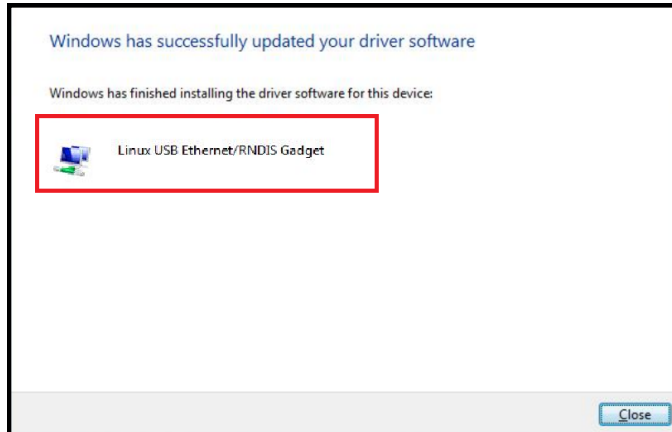 Windows has successfully updated your driver software
Windows has finished installing the driver software for this device:
Linux USB Ethernet/RNDIS Gadget
Close